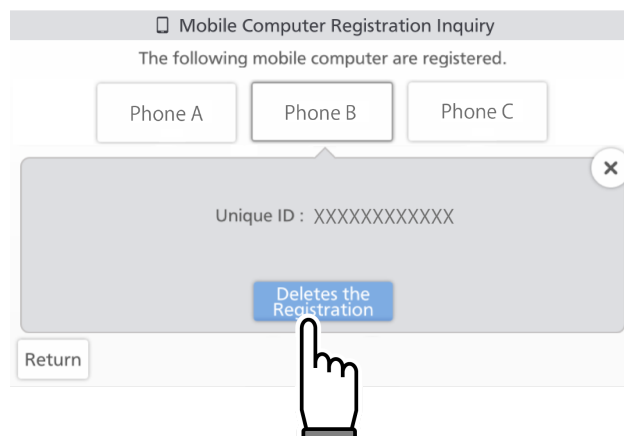 Mobile Computer Registration Inquiry
The following mobile computer are registered.
Phone A
Phone B
Phone C
Unique ID : XXXXXXXXXXXX
Deletes the
Registration
Return